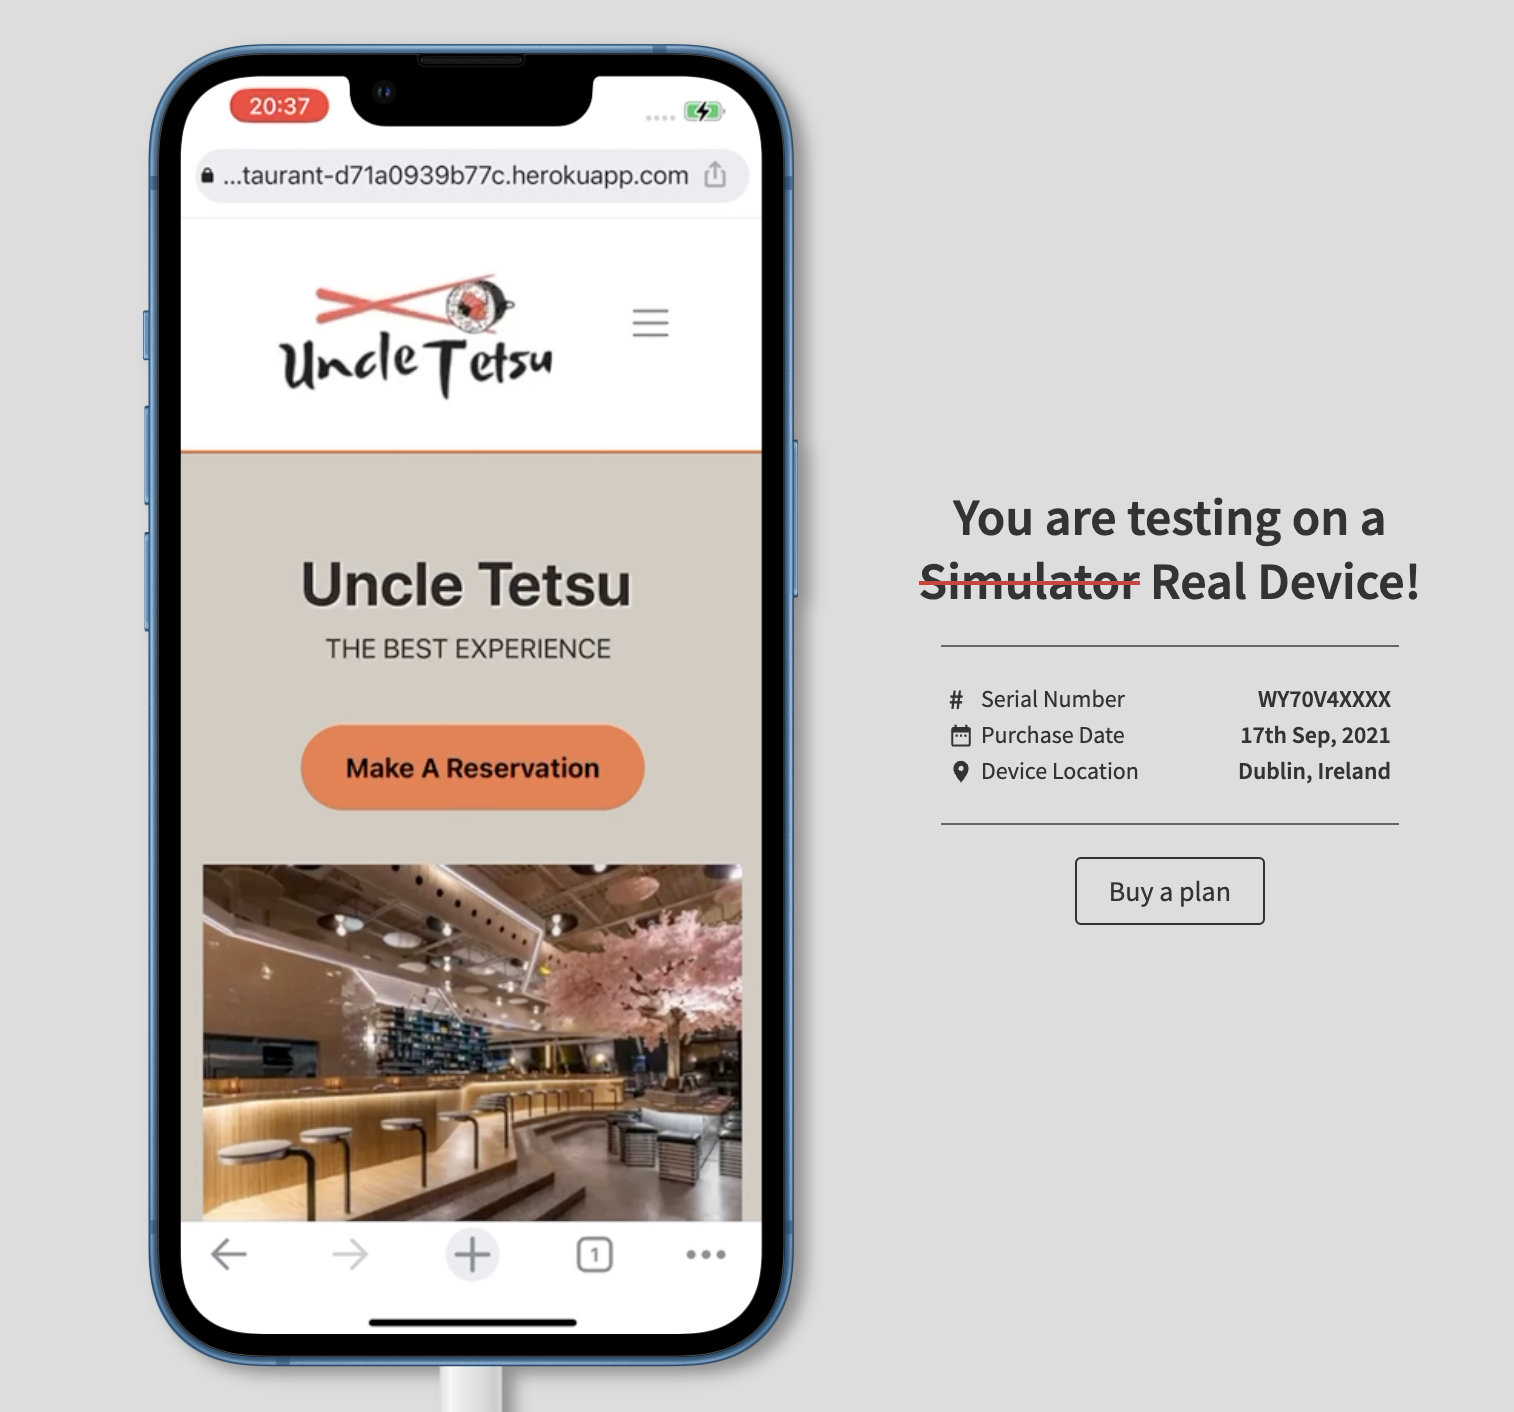 20:37
...taurant-d71a0939b77c.herokuapp.com
Uncle Tetsu
Uncle Tetsu
THE BEST EXPERIENCE
Make A Reservation
1
You are testing on a
Simulator Real Device!
# Serial Number WY70V4XXXX
Purchase Date 17th Sep, 2021
Device Location Dublin, Ireland
Buy a plan